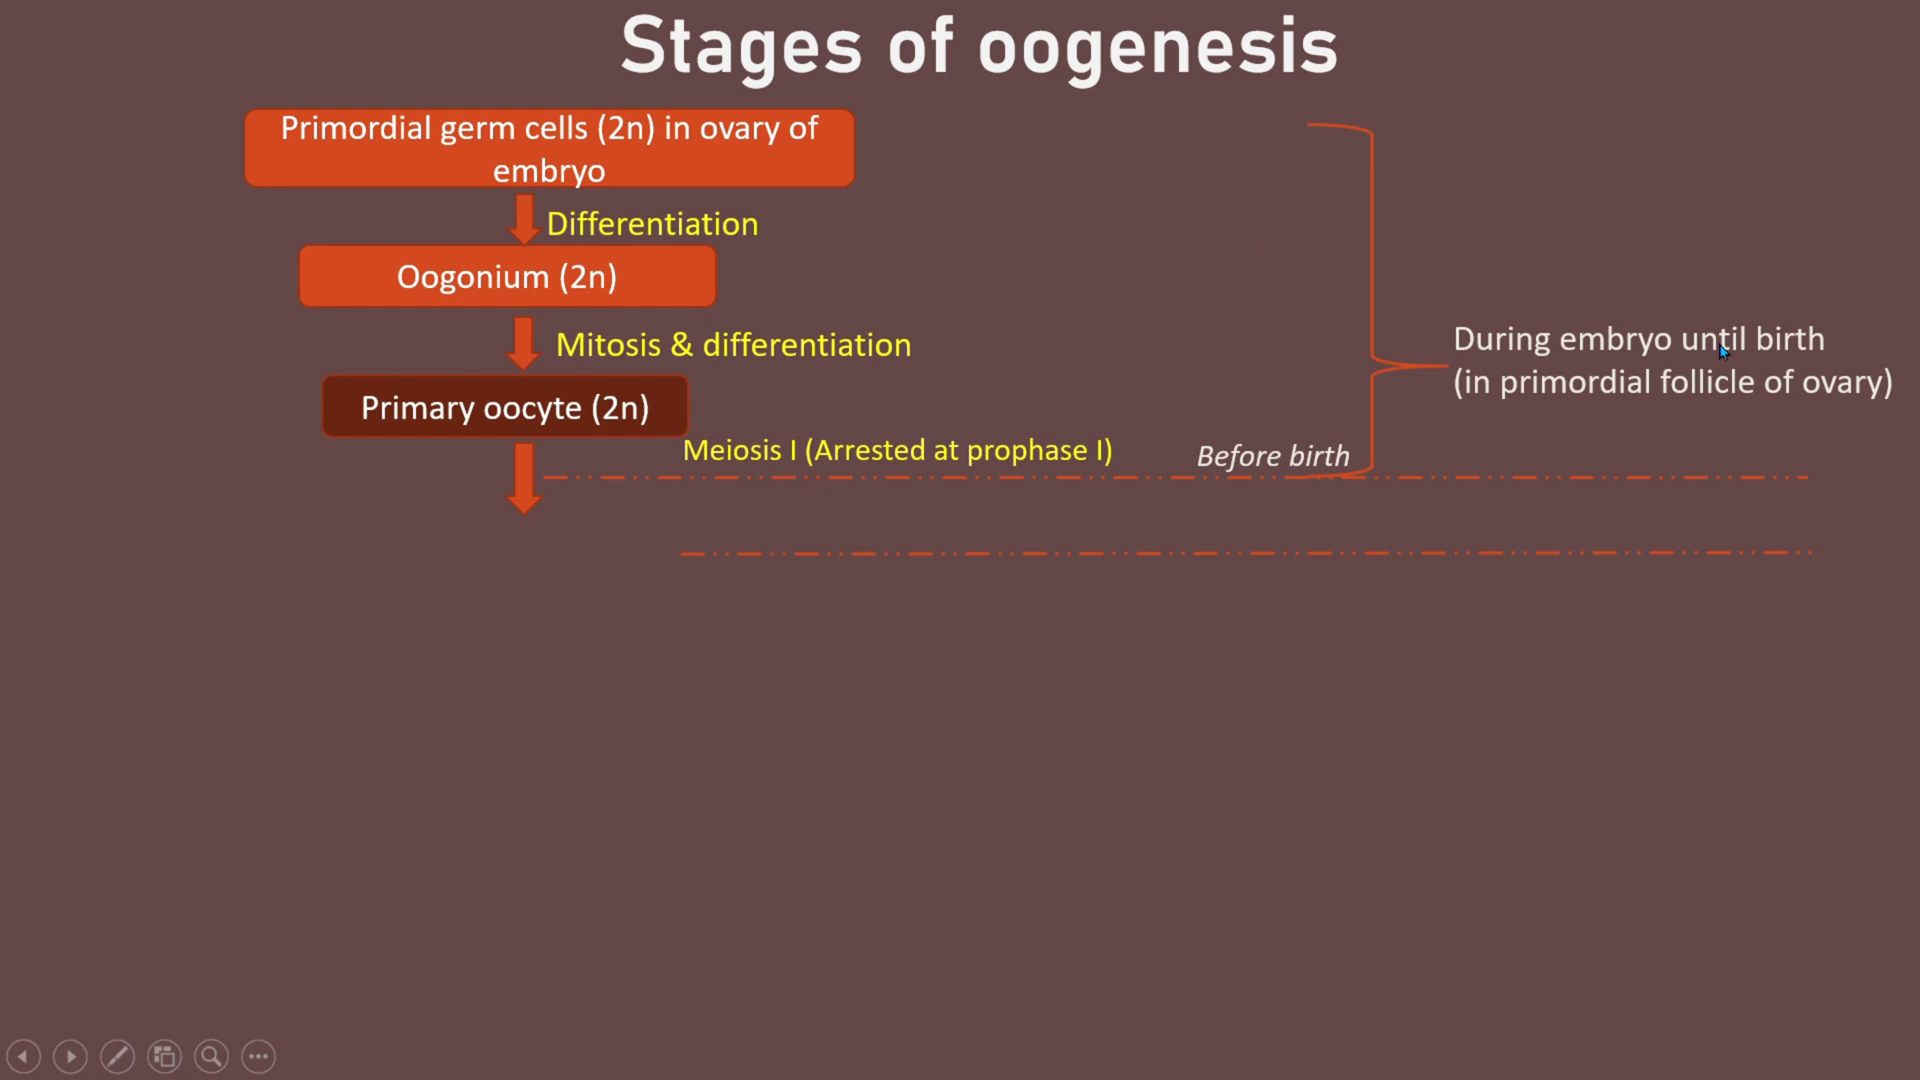 Stages of oogenesis
Primordial germ cells (2n) in ovary of
embryo
Differentiation
Oogonium (2n)
Mitosis & differentiation
Primary oocyte (2n)
Meiosis I (Arrested at prophase I)
Before birth
During embryo until birth
(in primordial follicle of ovary)